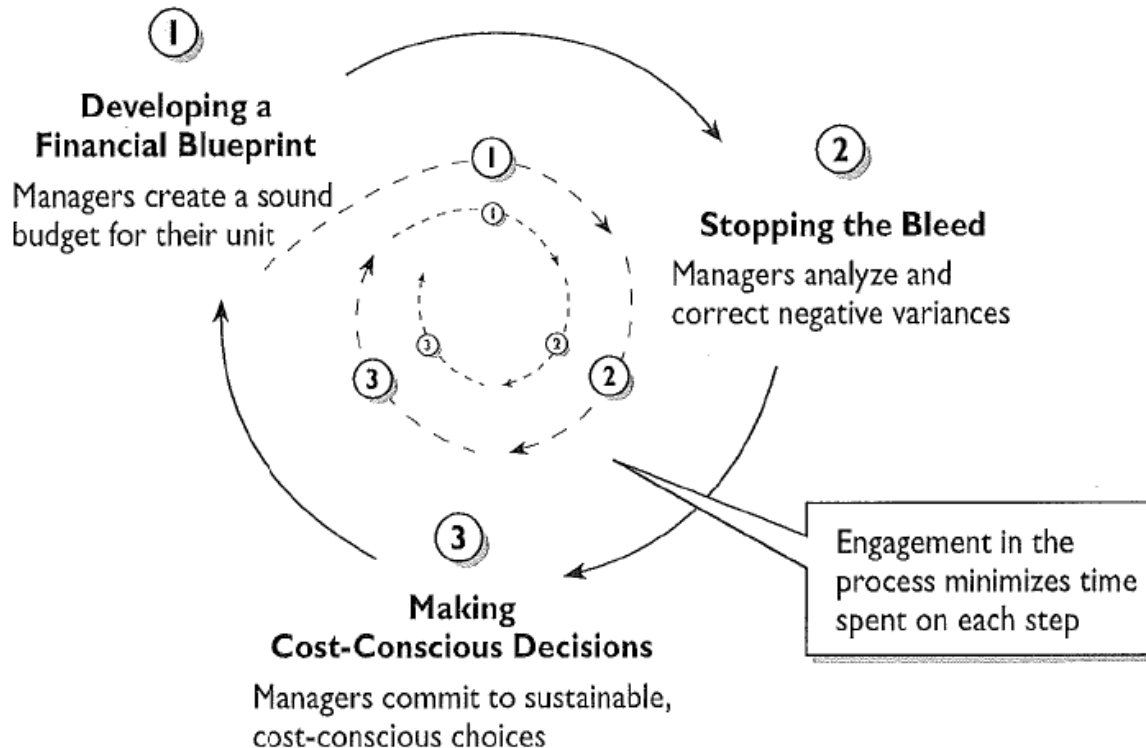 1
Developing a
Financial Blueprint
Managers create a sound
budget for their unit
2
Stopping the Bleed
Managers analyze and
correct negative variances
3
Making
Cost-Conscious Decisions
Managers commit to sustainable,
cost-conscious choices
1
2
3
1
2
3
Engagement in the
process minimizes time
spent on each step